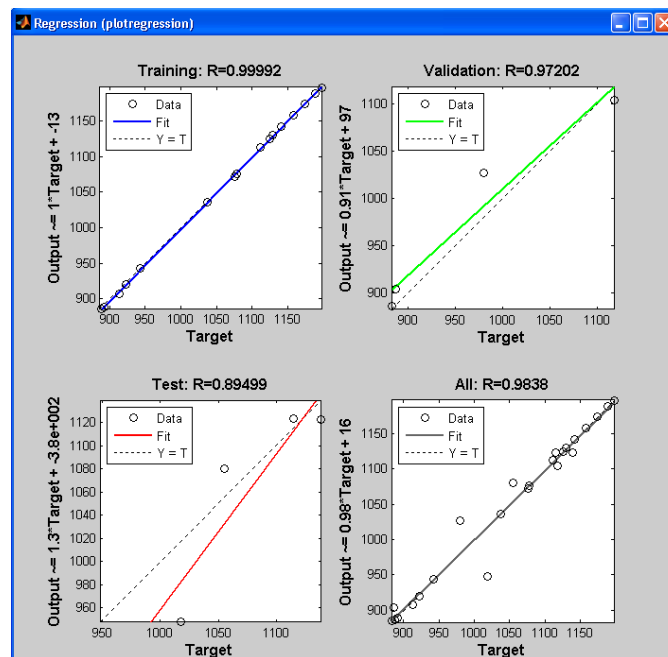 Regression (plotregression)
Training: R=0.99992
Output ~= 1*Target + -13
Data
Fit
Y = T
1150
1100
1050
1000
950
900
900 950 1000 1050 1100 1150
Target
Validation: R=0.97202
Output ~= 0.91*Target + 97
Data
Fit
Y = T
1100
1050
1000
950
900
900 950 1000 1050 1100
Target
Test: R=0.89499
Output ~= 1.3*Target + -3.8e+002
Data
Fit
Y = T
1120
1100
1080
1060
1040
1020
1000
980
960
950 1000 1050 1100
Target
All: R=0.9838
Output ~= 0.98*Target + 16
Data
Fit
Y = T
1150
1100
1050
1000
950
900
900 950 1000 1050 1100 1150
Target